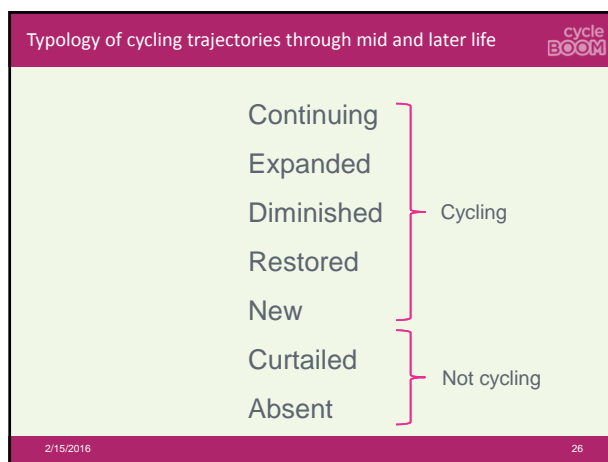 Typology of cycling trajectories through mid and later life
cycle
BOOM
Continuing
Expanded
Diminished
Cycling
Restored
New
Curtailed
Not cycling
Absent
2/15/2016
26